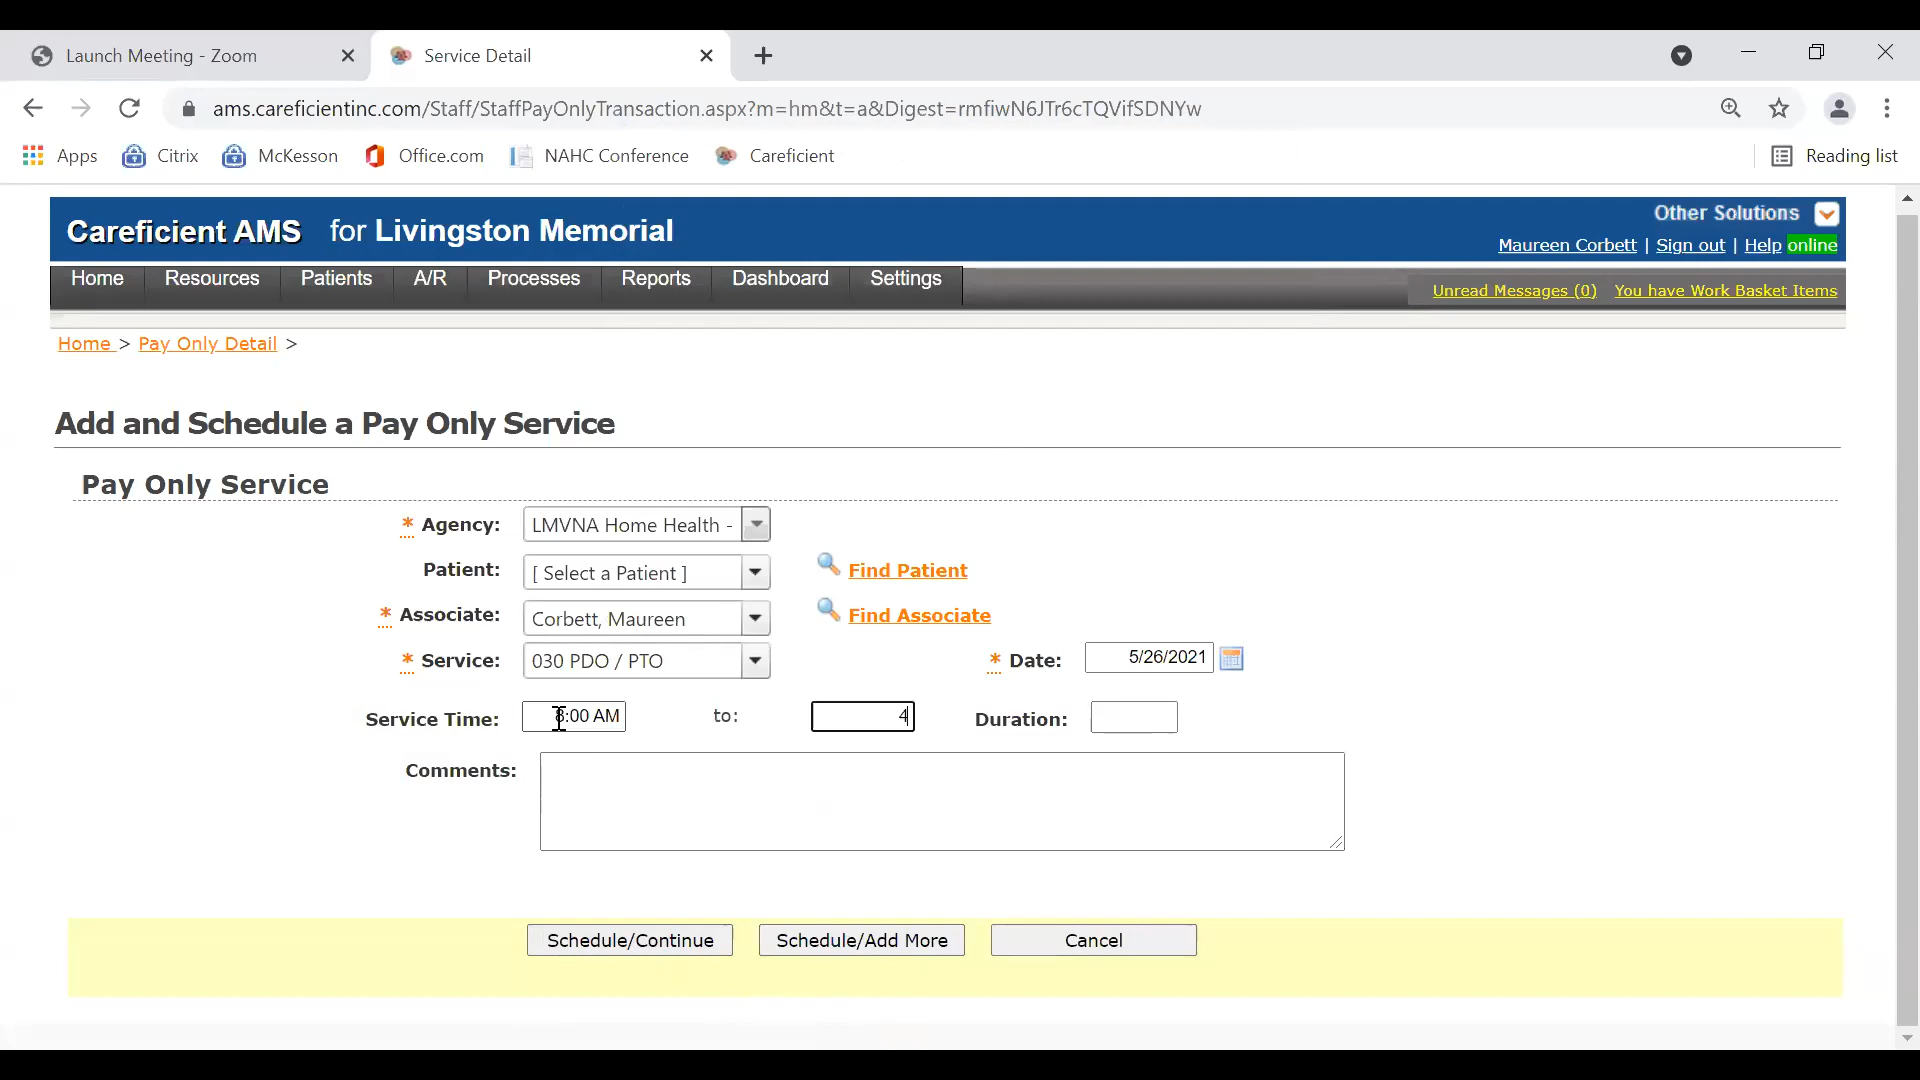 Launch Meeting - Zoom
Service Detail
ams.careficientinc.com/Staff/StaffPayOnlyTransaction.aspx?m=hm&t=a&Digest=rmfiwN6JTr6cTQVifSDNYw
Apps Citrix McKesson Office.com NAHC Conference Careficient Reading list
Careficient AMS for Livingston Memorial
Other Solutions
Maureen Corbett | Sign out | Help online
Home Resources Patients A/R Processes Reports Dashboard Settings
Unread Messages (0) You have Work Basket Items
Home > Pay Only Detail >
Add and Schedule a Pay Only Service
Pay Only Service
* Agency: LMVNA Home Health -
Patient: [ Select a Patient ] Find Patient
* Associate: Corbett, Maureen Find Associate
* Service: 030 PDO / PTO * Date: 5/26/2021
Service Time: 8:00 AM to: 4 Duration:
Comments:
Schedule/Continue Schedule/Add More Cancel